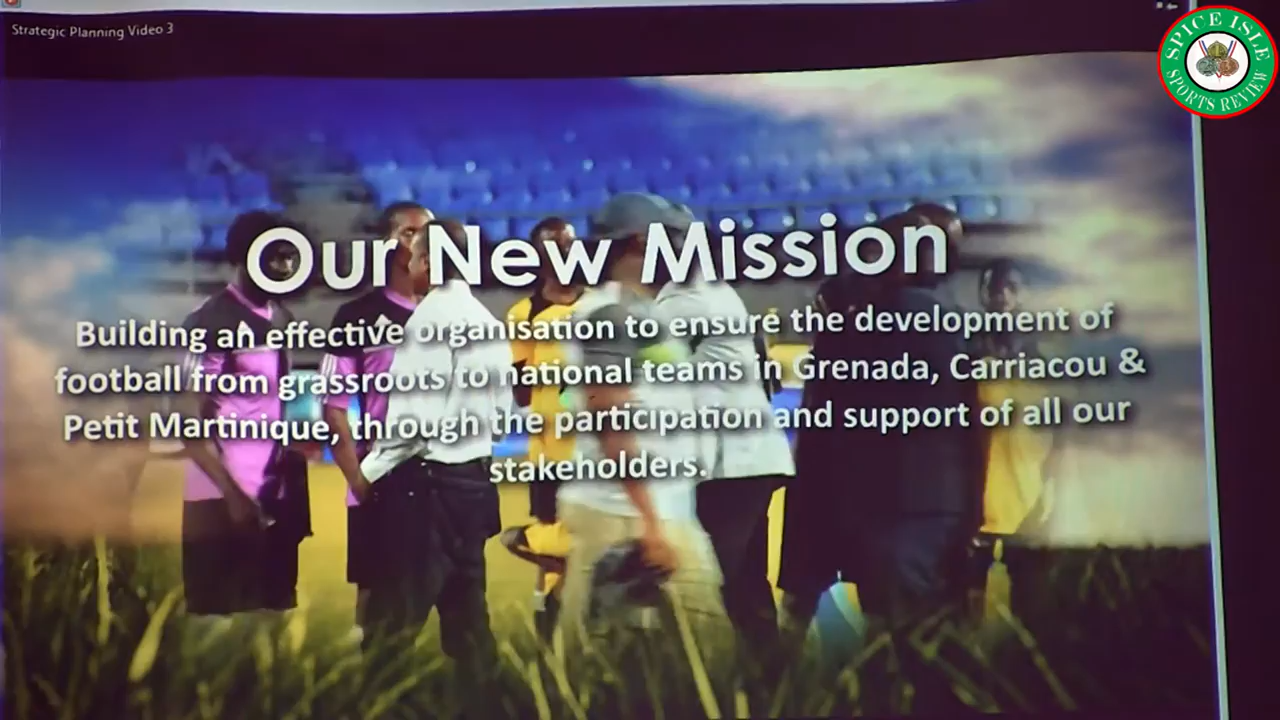 Strategic Planning Video 3
SPICE ISLE
SPORTS REVIEW
Our New Mission
Building an effective organisation to ensure the development of
football from grassroots to national teams in Grenada, Carriacou &
Petit Martinique, through the participation and support of all our
stakeholders.